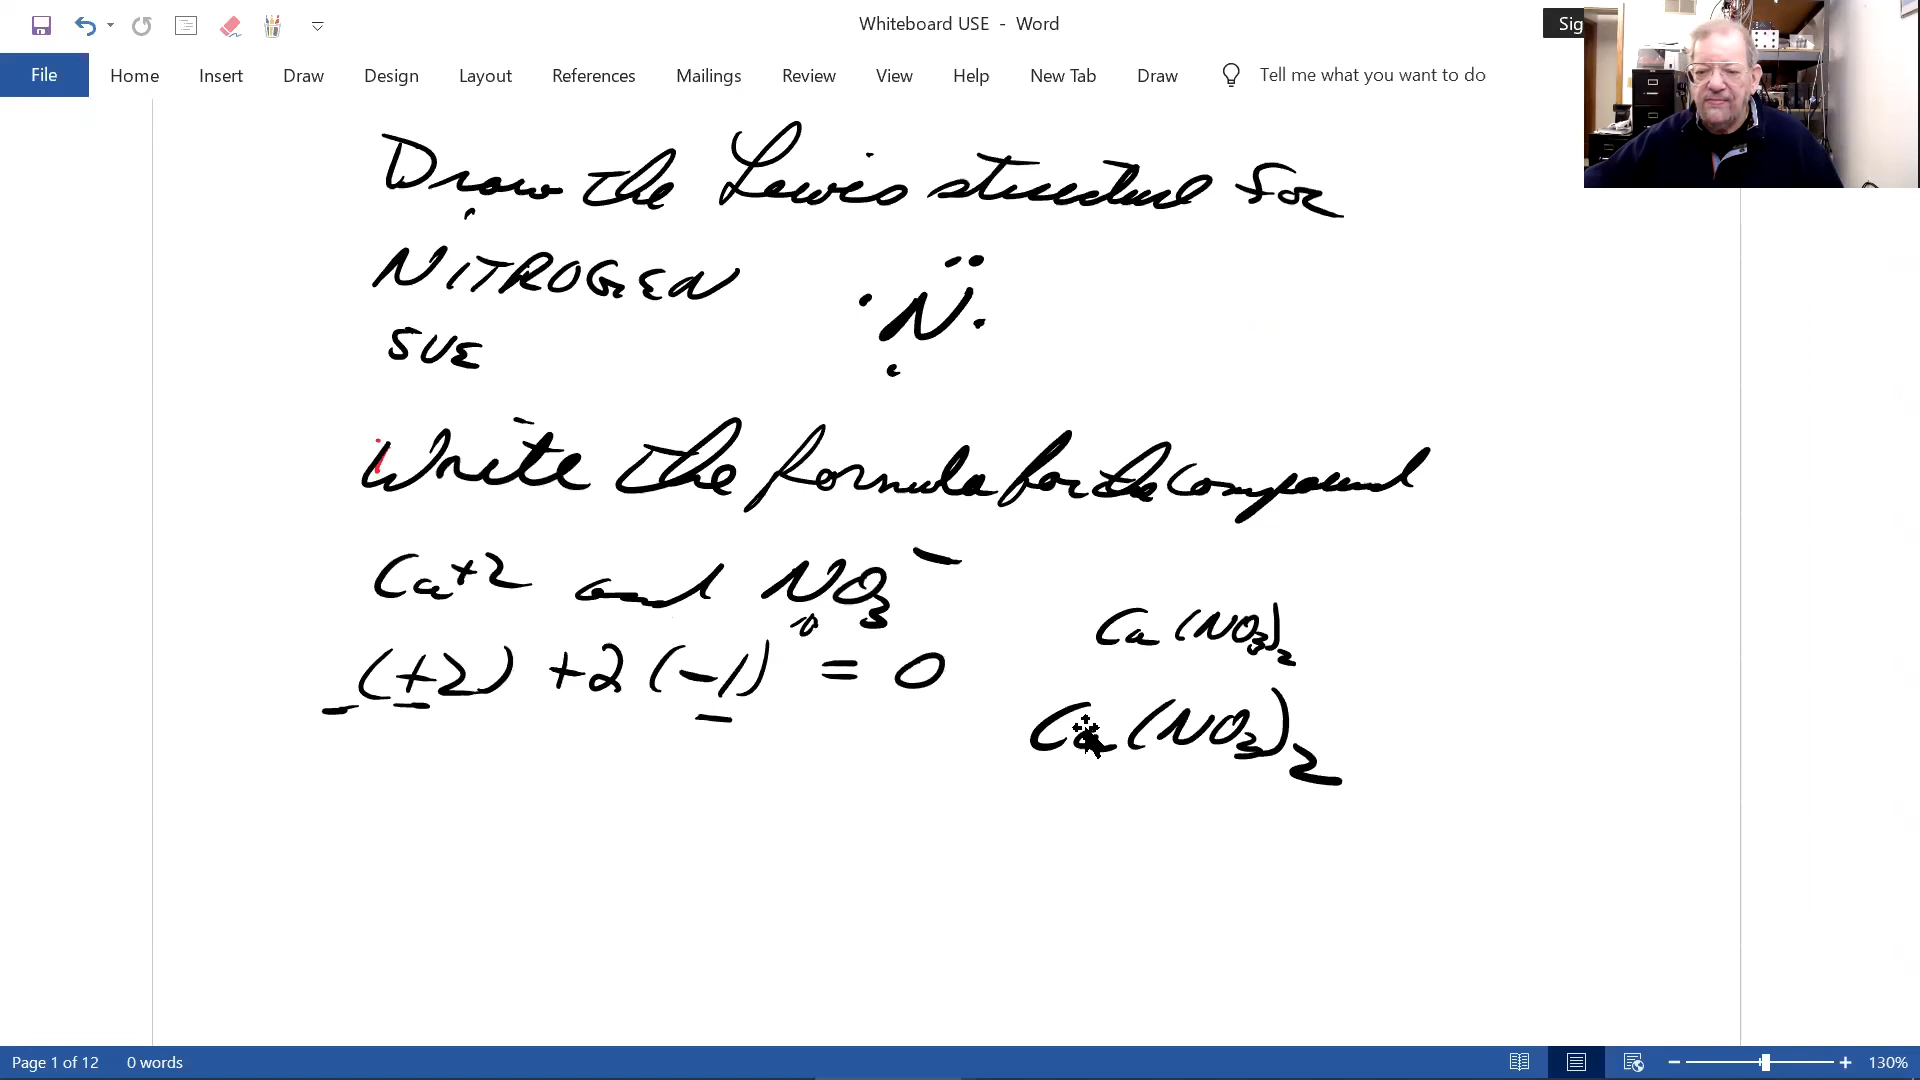 Whiteboard USE - Word
Sig
File Home Insert Draw Design Layout References Mailings Review View Help New Tab Draw Tell me what you want to do
Draw the Lewis structure for
NITROGEN N
5VE
Write the formula for the compound
Ca+2 and NO3-
Ca(NO3)2
(+2) +2(-1) = 0
Ca(NO3)2
Page 1 of 12 0 words 130%